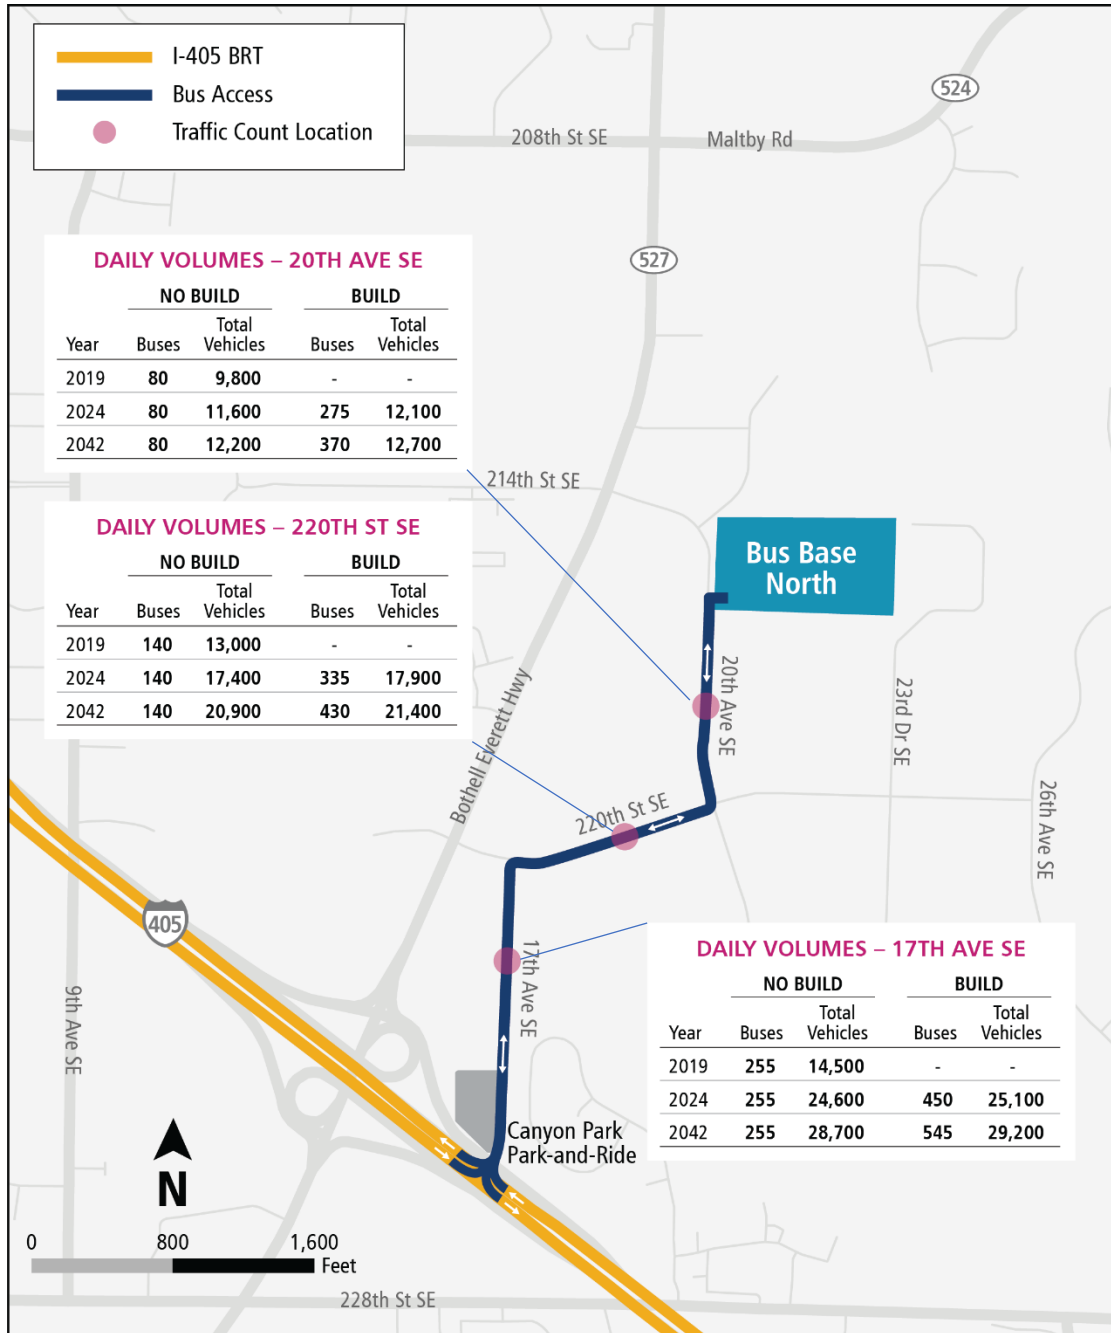 I-405 BRT
Bus Access
Traffic Count Location
524
208th St SE
Maltby Rd
527
DAILY VOLUMES – 20TH AVE SE
NO BUILD BUILD
Year Buses Total Vehicles Buses Total Vehicles
2019 80 9,800 - -
2024 80 11,600 275 12,100
2042 80 12,200 370 12,700
214th St SE
DAILY VOLUMES – 220TH ST SE
NO BUILD BUILD
Year Buses Total Vehicles Buses Total Vehicles
2019 140 13,000 - -
2024 140 17,400 335 17,900
2042 140 20,900 430 21,400
Bus Base
North
20th Ave SE
23rd Dr SE
26th Ave SE
Bothell Everett Hwy
220th St SE
405
17th Ave SE
9th Ave SE
DAILY VOLUMES – 17TH AVE SE
NO BUILD BUILD
Year Buses Total Vehicles Buses Total Vehicles
2019 255 14,500 - -
2024 255 24,600 450 25,100
2042 255 28,700 545 29,200
Canyon Park
Park-and-Ride
N
0 800 1,600
Feet
228th St SE